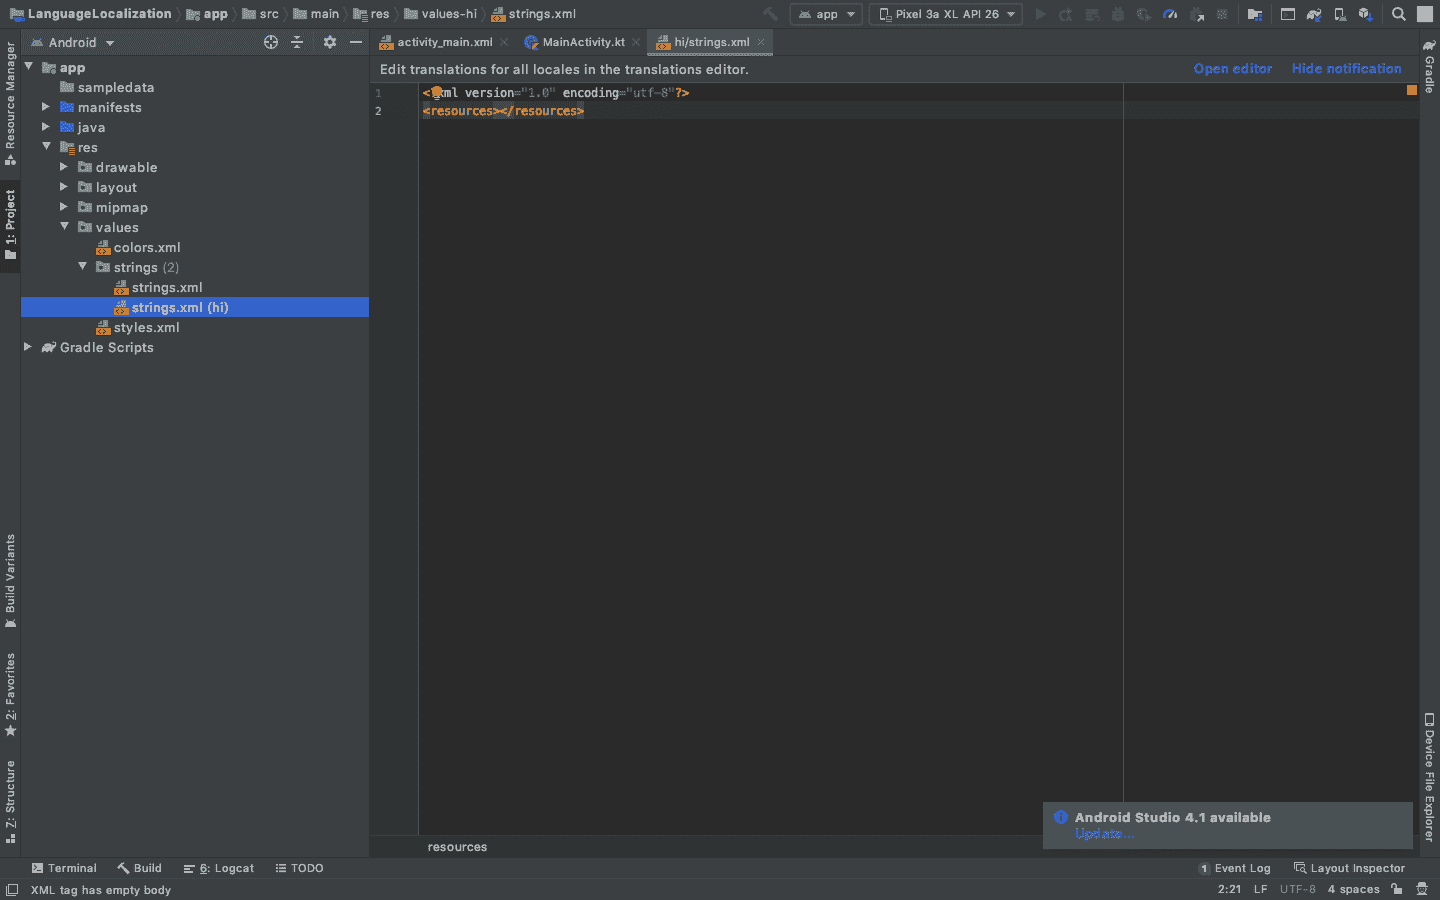 LanguageLocalization app src main res values-hi strings.xml app Pixel 3a XL API 26
Android activity_main.xml MainActivity.kt hi/strings.xml
Edit translations for all locales in the translations editor. Open editor Hide notification
Resource Manager
1: Project
Build Variants
2: Favorites
Z: Structure
app
sampledata
manifests
java
res
drawable
layout
mipmap
values
colors.xml
strings (2)
strings.xml
strings.xml (hi)
styles.xml
Gradle Scripts
1 <?xml version="1.0" encoding="utf-8"?>
2 <resources></resources>
Gradle
Device File Explorer
Android Studio 4.1 available
Update...
resources
Terminal Build 6: Logcat TODO 1 Event Log Layout Inspector
XML tag has empty body 2:21 LF UTF-8 4 spaces